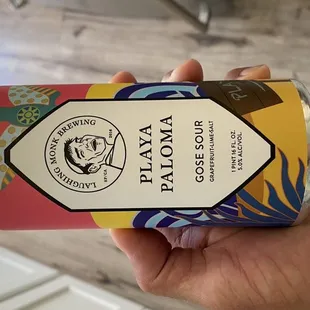 LAUGHING MONK BREWING
SF/CA
PLAYA
PALOMA
GOSE SOUR
GRAPEFRUIT•LIME•SALT
1 PINT 16 FL. OZ.
5.0% ALC/VOL.